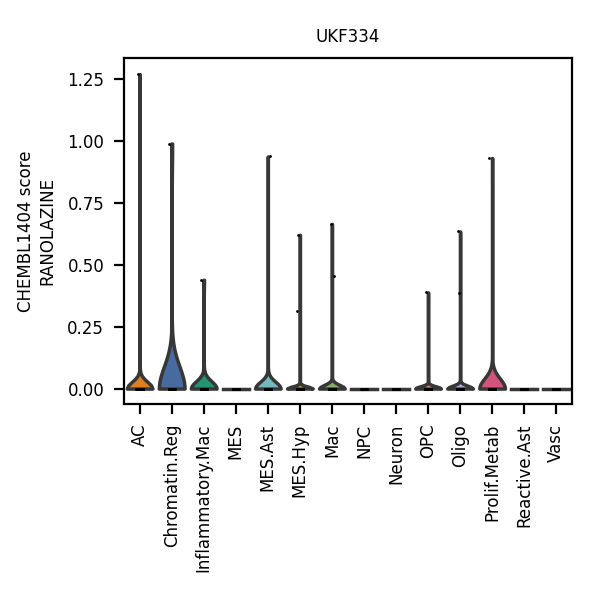 UKF334
CHEMBL1404 score
RANOLAZINE
1.25
1.00
0.75
0.50
0.25
0.00
AC
Chromatin.Reg
Inflammatory.Mac
MES
MES.Ast
MES.Hyp
Mac
NPC
Neuron
OPC
Oligo
Prolif.Metab
Reactive.Ast
Vasc